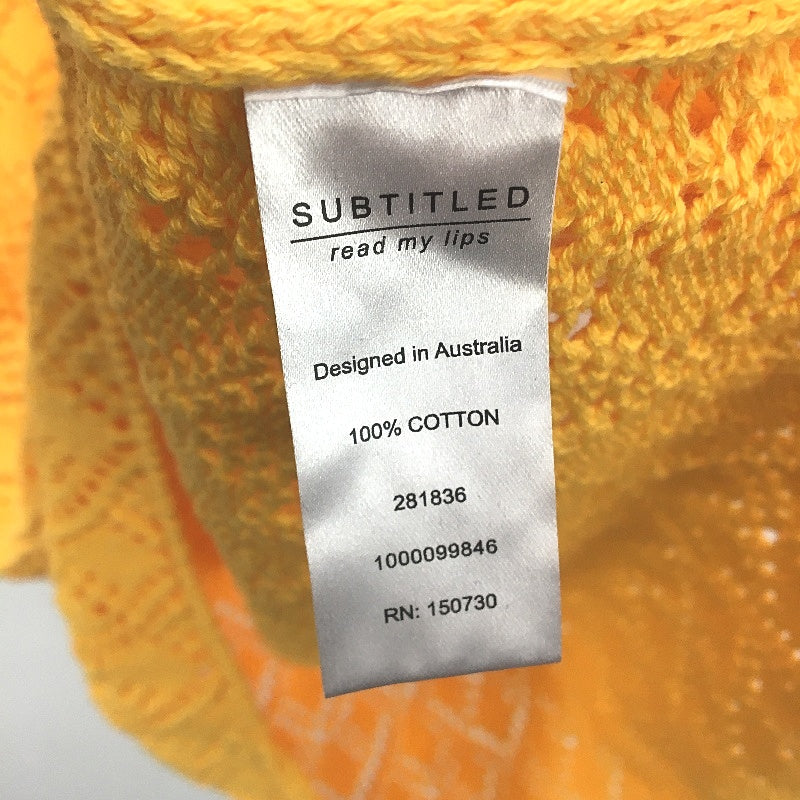 SUBTITLED
read my lips
Designed in Australia
100% COTTON
281836
1000099846
RN: 150730